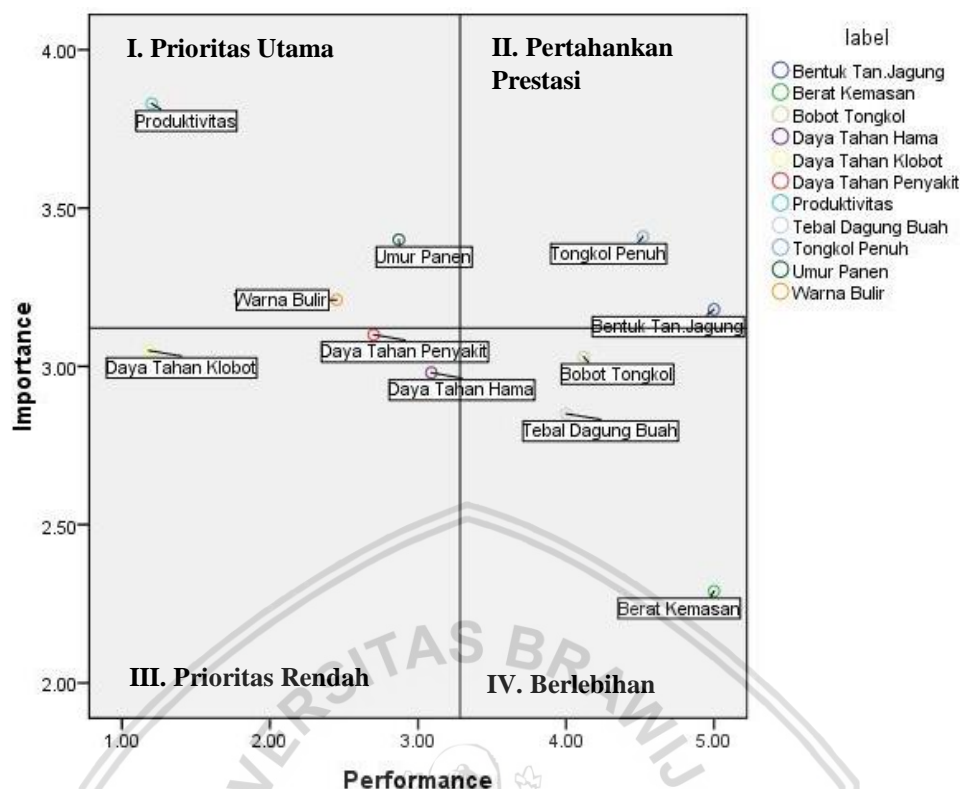 I. Prioritas Utama
II. Pertahankan
Prestasi
label
Bentuk Tan.Jagung
Berat Kemasan
Bobot Tongkol
Daya Tahan Hama
Daya Tahan Klobot
Daya Tahan Penyakit
Produktivitas
Tebal Dagung Buah
Tongkol Penuh
Umur Panen
Warna Bulir
Importance
4.00
3.50
3.00
2.50
2.00
Produktivitas
Umur Panen
Tongkol Penuh
Warna Bulir
Bentuk Tan.Jagung
Daya Tahan Penyakit
Daya Tahan Klobot
Bobot Tongkol
Daya Tahan Hama
Tebal Dagung Buah
Berat Kemasan
III. Prioritas Rendah
IV. Berlebihan
1.00
2.00
3.00
4.00
5.00
Performance